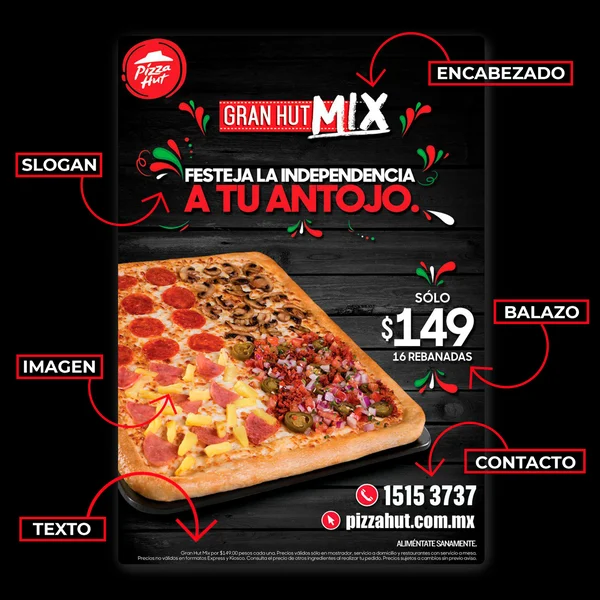 Pizza
Hut
ENCABEZADO
GRAN HUT MIX
SLOGAN
FESTEJA LA INDEPENDENCIA
A TU ANTOJO.
SÓLO
$149
16 REBANADAS
BALAZO
IMAGEN
CONTACTO
1515 3737
TEXTO
pizzahut.com.mx
ALIMÉNTATE SANAMENTE.
Gran Hut Mix por $149.00 pesos cada una. Precios válidos sólo en mostrador, servicio a domicilio y restaurantes con servicio a mesa.
Precios no válidos en formatos Express y Kiosco. Consulta el precio de otros ingredientes al realizar tu pedido. Precios sujetos a cambios sin previo aviso.